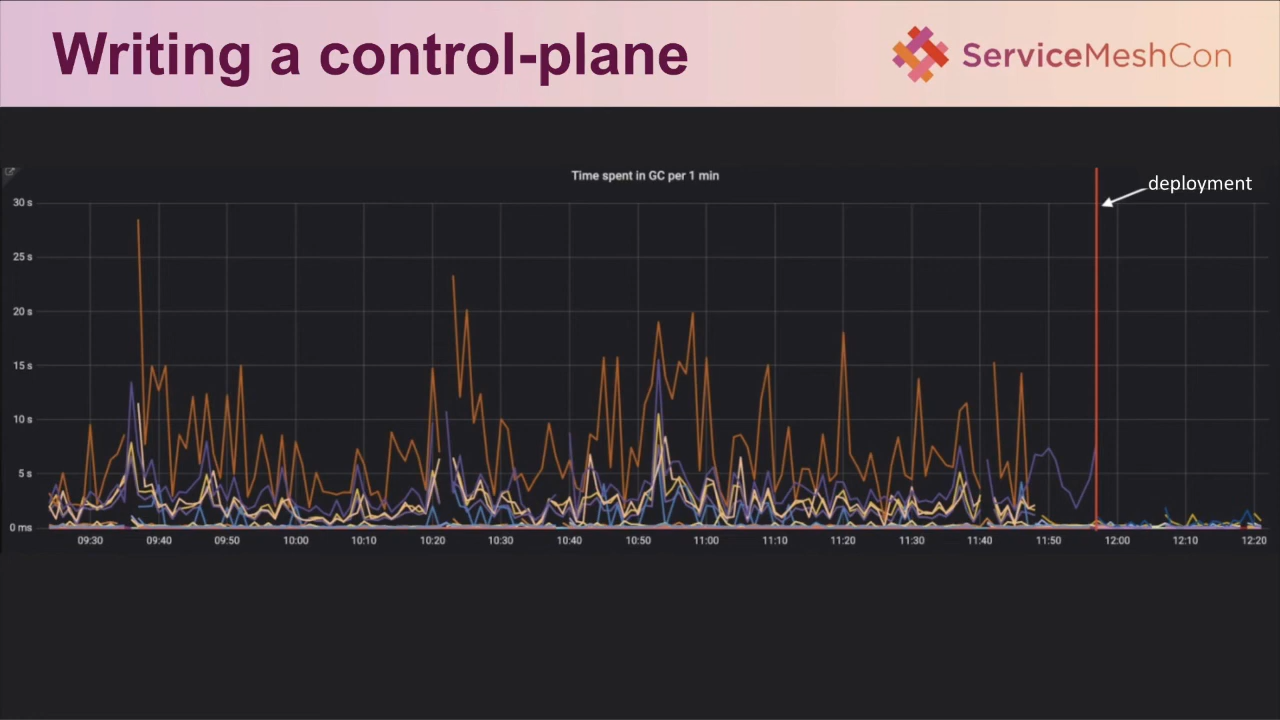 Writing a control-plane
ServiceMeshCon
Time spent in GC per 1 min
deployment
30 s
25 s
20 s
15 s
10 s
5 s
0 ms
09:30 09:40 09:50 10:00 10:10 10:20 10:30 10:40 10:50 11:00 11:10 11:20 11:30 11:40 11:50 12:00 12:10 12:20